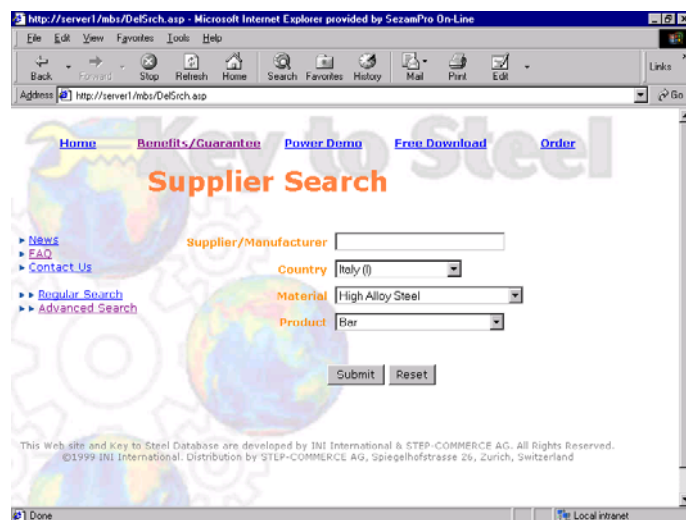 http://server1/mbs/DelSrch.asp - Microsoft Internet Explorer provided by SezamPro On-Line
File Edit View Favorites Tools Help
Back Forward Stop Refresh Home Search Favorites History Mail Print Edit Links
Address http://server1/mbs/DelSrch.asp Go
Key to Steel
Home Benefits/Guarantee Power Demo Free Download Order
Supplier Search
News
FAQ
Contact Us
Regular Search
Advanced Search
Supplier/Manufacturer
Country Italy (I)
Material High Alloy Steel
Product Bar
Submit Reset
This Web site and Key to Steel Database are developed by INI International & STEP-COMMERCE AG. All Rights Reserved.
©1999 INI International. Distribution by STEP-COMMERCE AG, Spiegelhofstrasse 26, Zurich, Switzerland
Done Local intranet